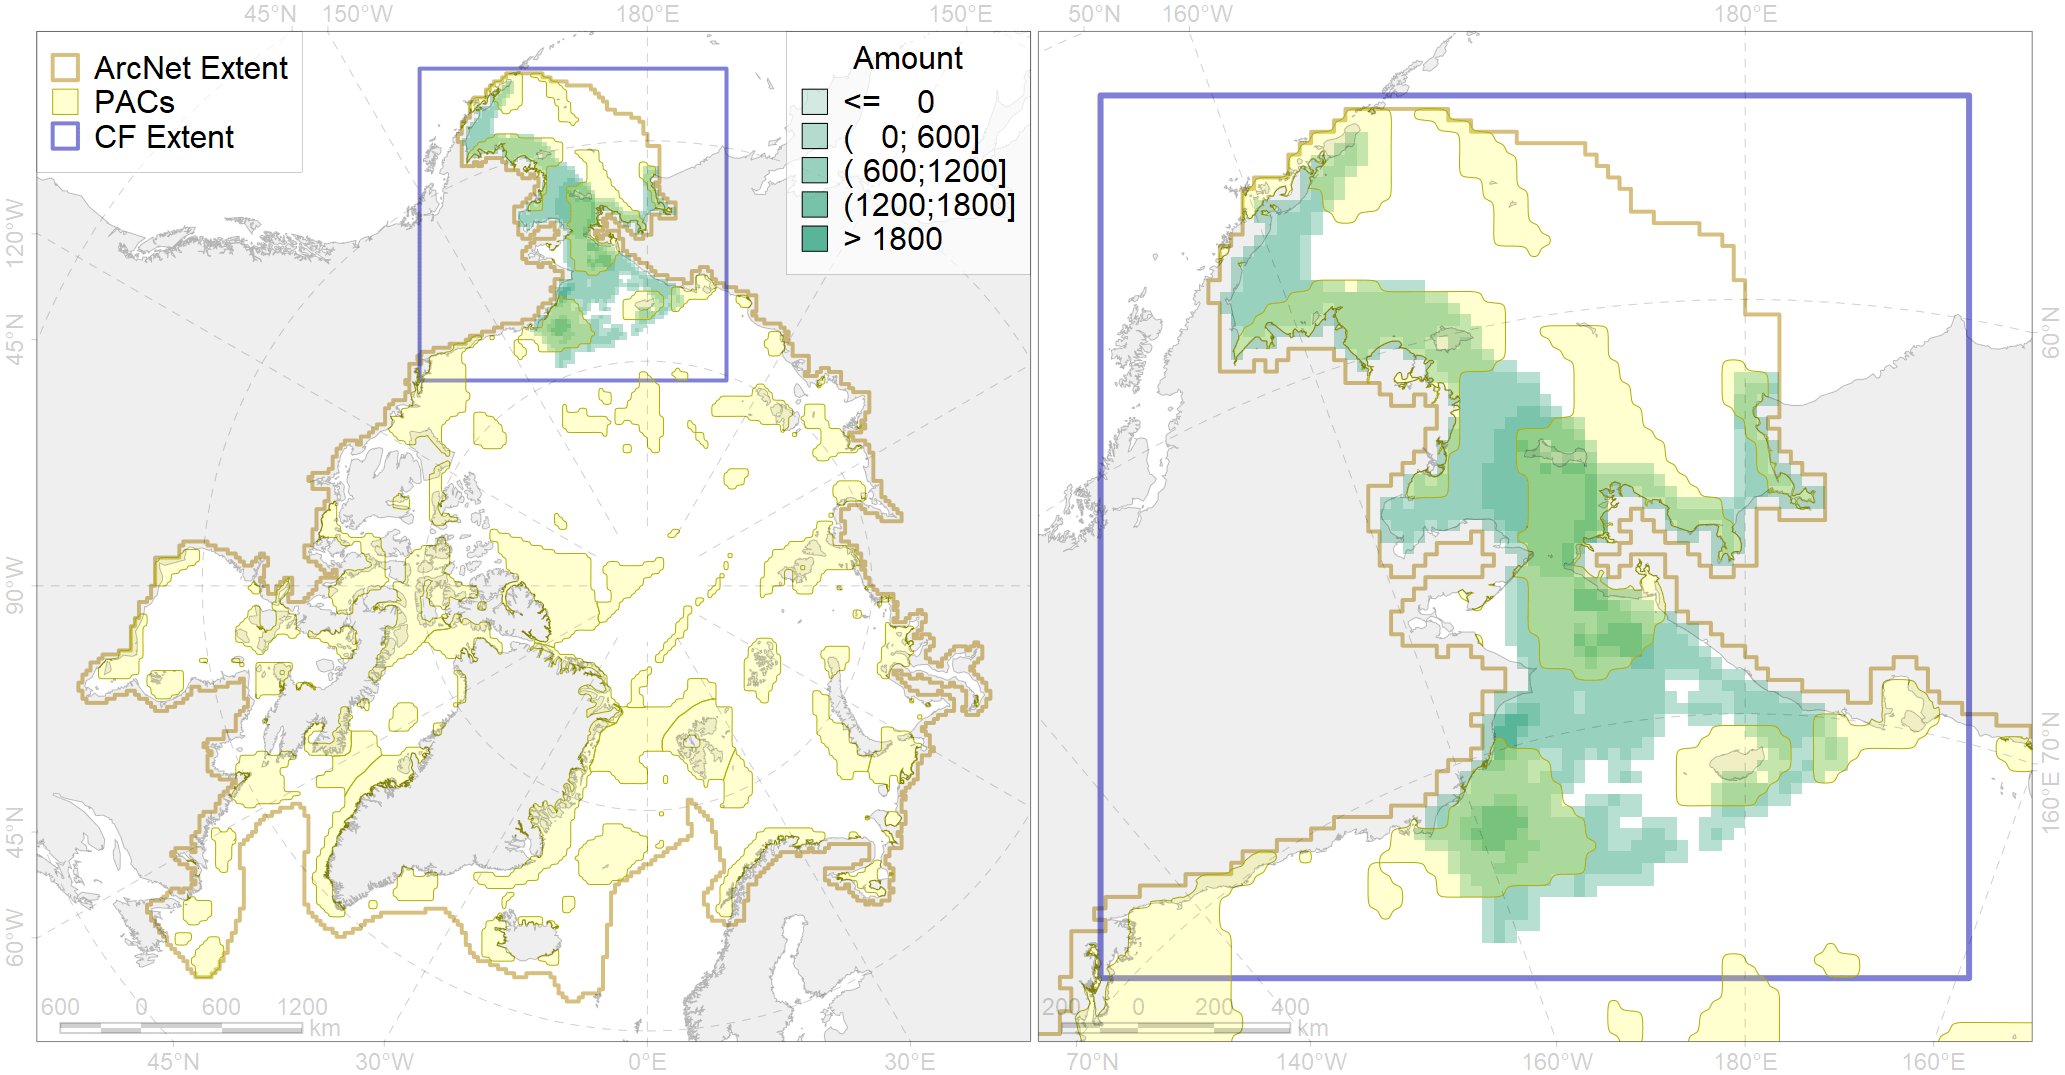 45°N 150°W 180°E 150°E 50°N 160°W 180°E
ArcNet Extent
PACs
CF Extent
Amount
<= 0
( 0; 600]
( 600;1200]
(1200;1800]
> 1800
120°W
45°N
90°W
45°N
60°W
60°N
70°N
160°E
600 0 600 1200
km
200 0 200 400
km
45°N 30°W 0°E 30°E 70°N 140°W 160°W 180°E 160°E